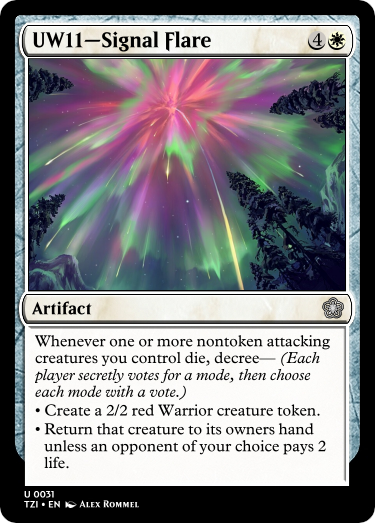 UW11—Signal Flare 4
Artifact
Whenever one or more nontoken attacking
creatures you control die, decree— (Each
player secretly votes for a mode, then choose
each mode with a vote.)
• Create a 2/2 red Warrior creature token.
• Return that creature to its owners hand
unless an opponent of your choice pays 2
life.
U 0031
TZI • EN Alex Rommel